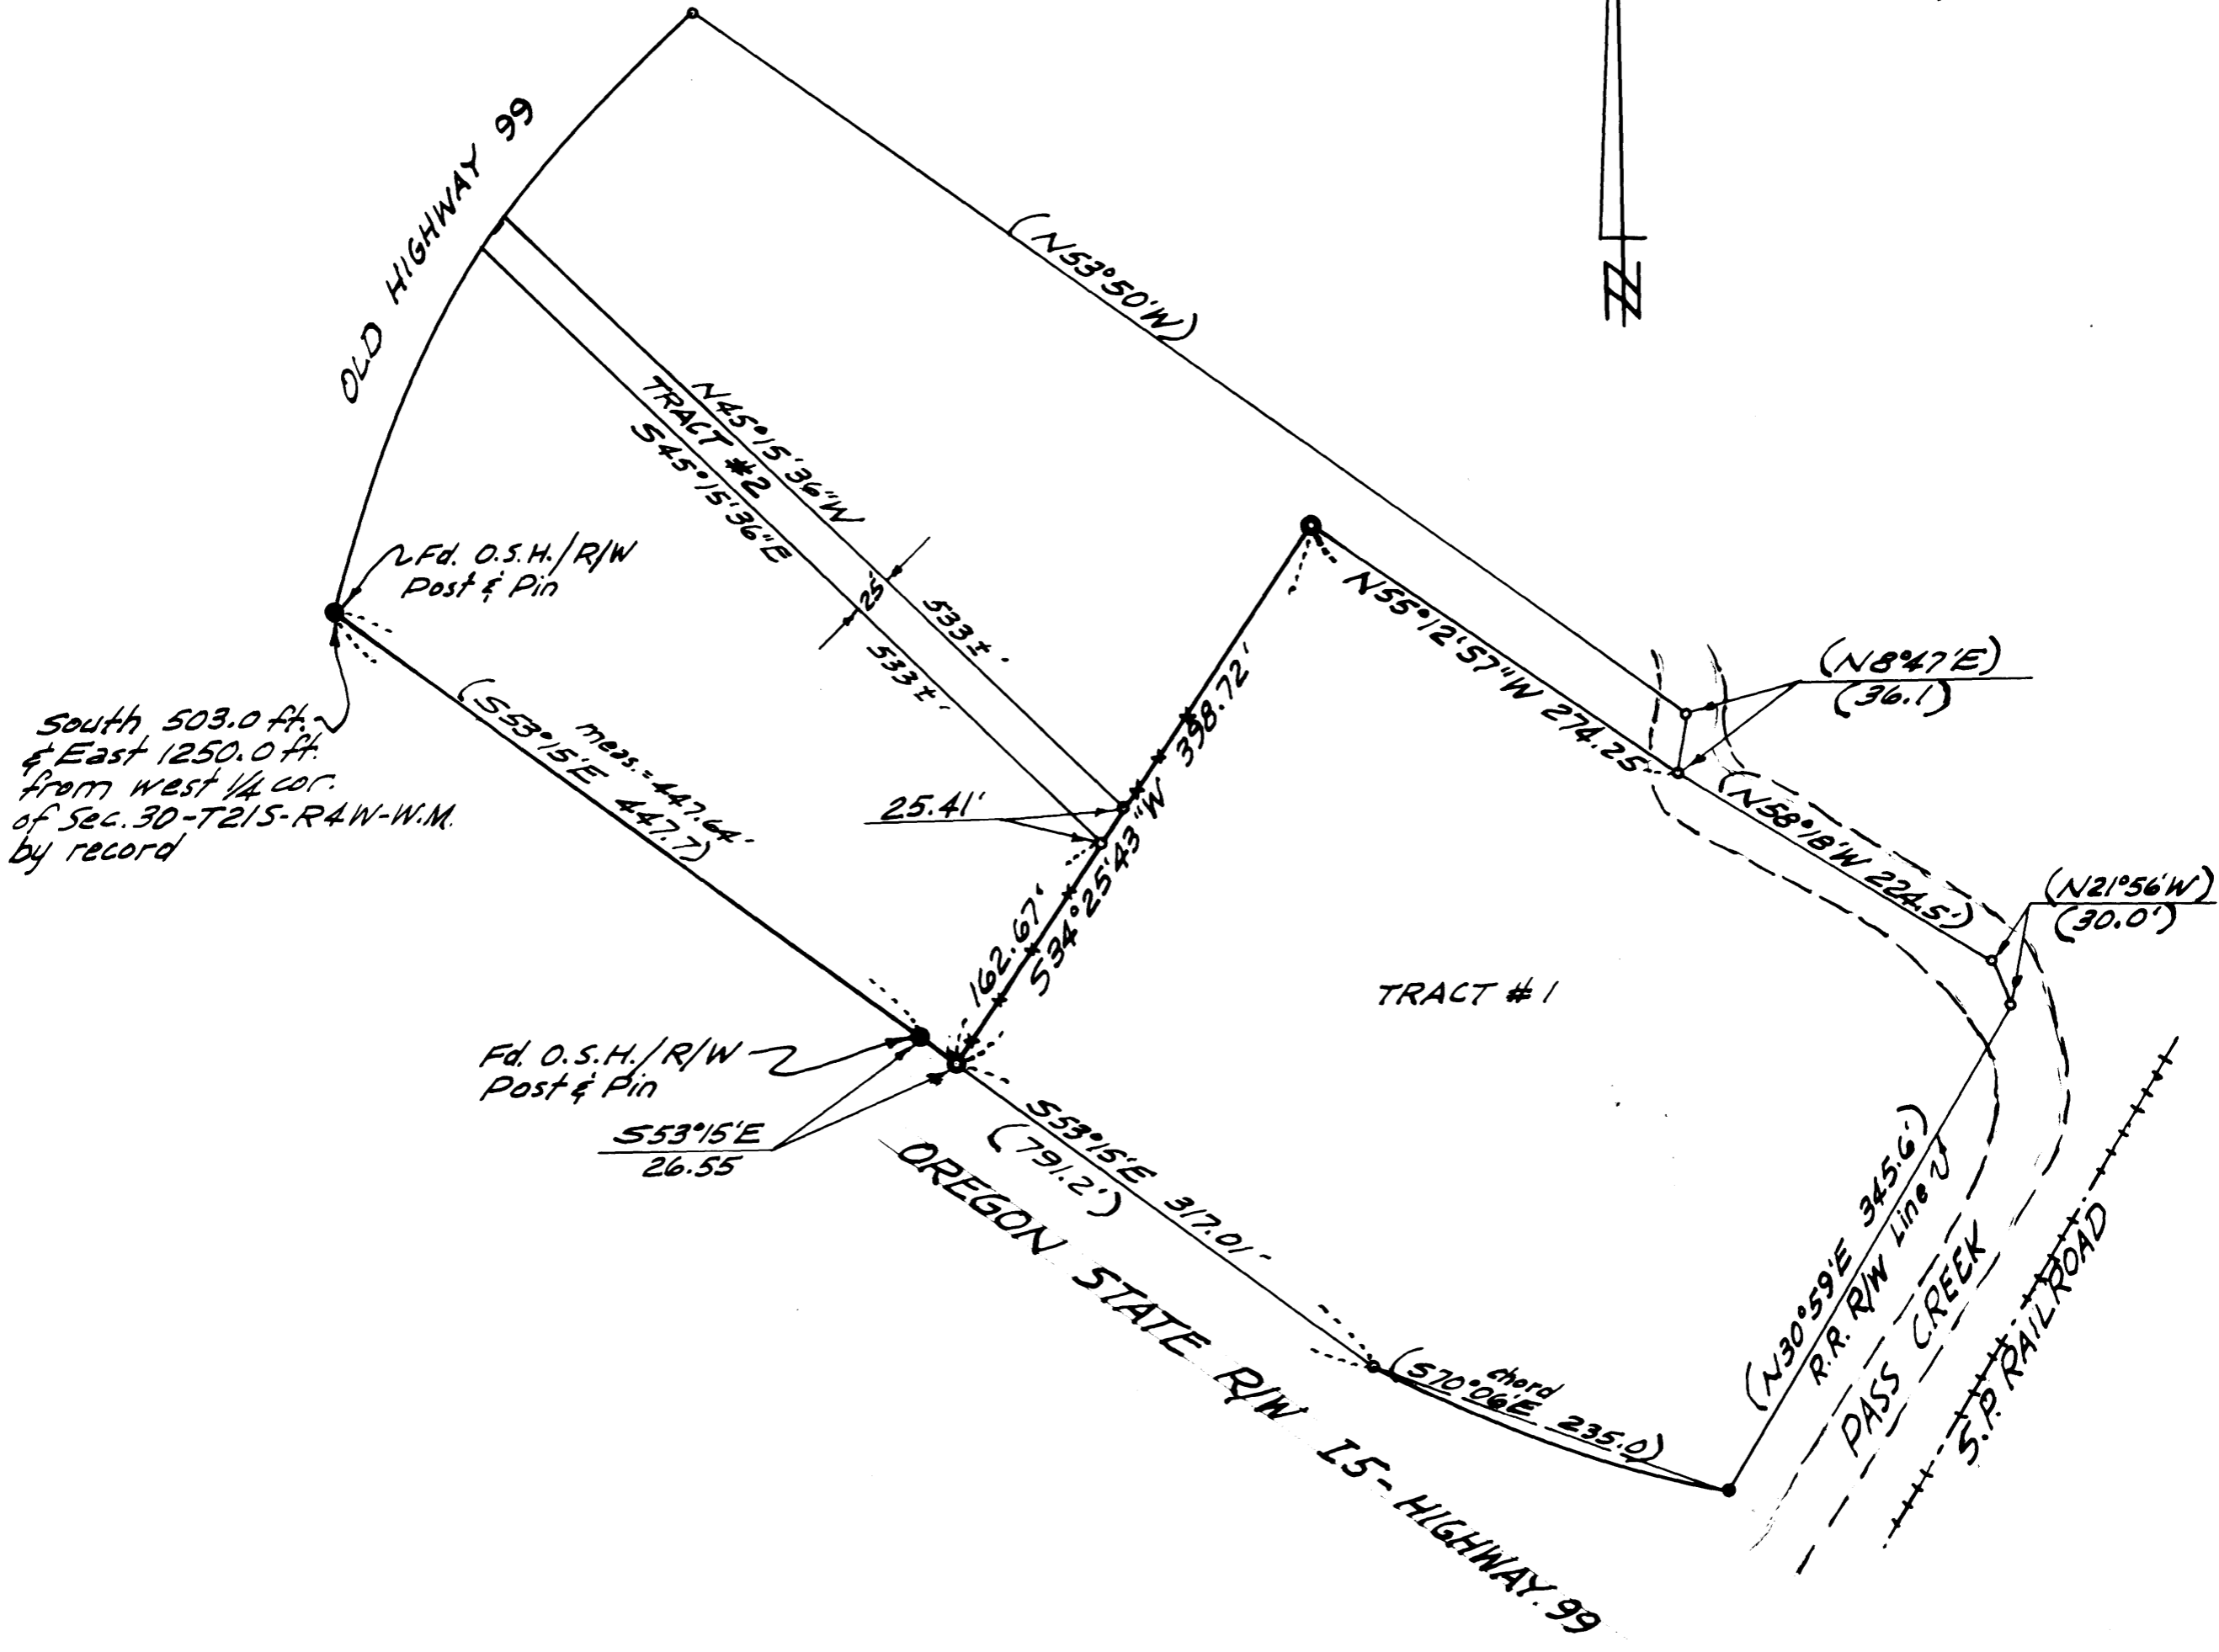 OLD HIGHWAY 99
(N53°50'W)
N
N45°15'36"W
TRACT #2
S45°15'36"E
Fd. O.S.H./R/W
Post & Pin
25'
533±'
533±'
N55°12'57"W 274.25'
398.72'
S34°25'43"W
(N8°47'E)
(36.1)
South 503.0 ft.
& East 1250.0 ft.
from west 1/4 cor.
of Sec. 30-T21S-R4W-W.M.
by record
meas.=447.64'
(S53°15'E 447.7)
25.41'
(N58°18'W 224.5')
(N21°56'W)
(30.0')
162.67'
TRACT #1
Fd. O.S.H./R/W
Post & Pin
S53°15'E
26.55
S53°15'E 317.01'
(791.2')
OREGON STATE R/W I5-HIGHWAY.99
chord
(S70°06'E 235.0)
(N30°59'E 345.6')
R.R. R/W Line
PASS CREEK
S.P. RAILROAD